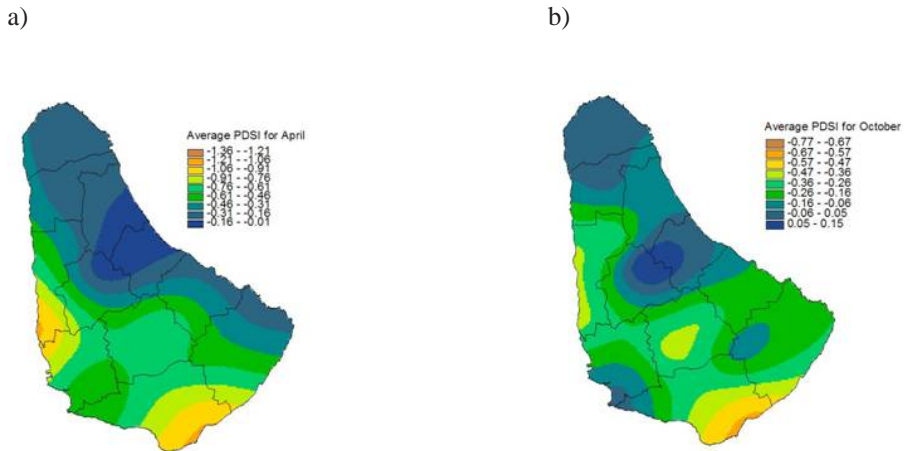 a)
b)
Average PDSI for April
-1.36 - -1.21
-1.21 - -1.06
-1.06 - -0.91
-0.91 - -0.76
-0.76 - -0.61
-0.61 - -0.46
-0.46 - -0.31
-0.31 - -0.16
-0.16 - -0.01
Average PDSI for October
-0.77 - -0.67
-0.67 - -0.57
-0.57 - -0.47
-0.47 - -0.36
-0.36 - -0.26
-0.26 - -0.16
-0.16 - -0.06
-0.06 - 0.05
0.05 - 0.15